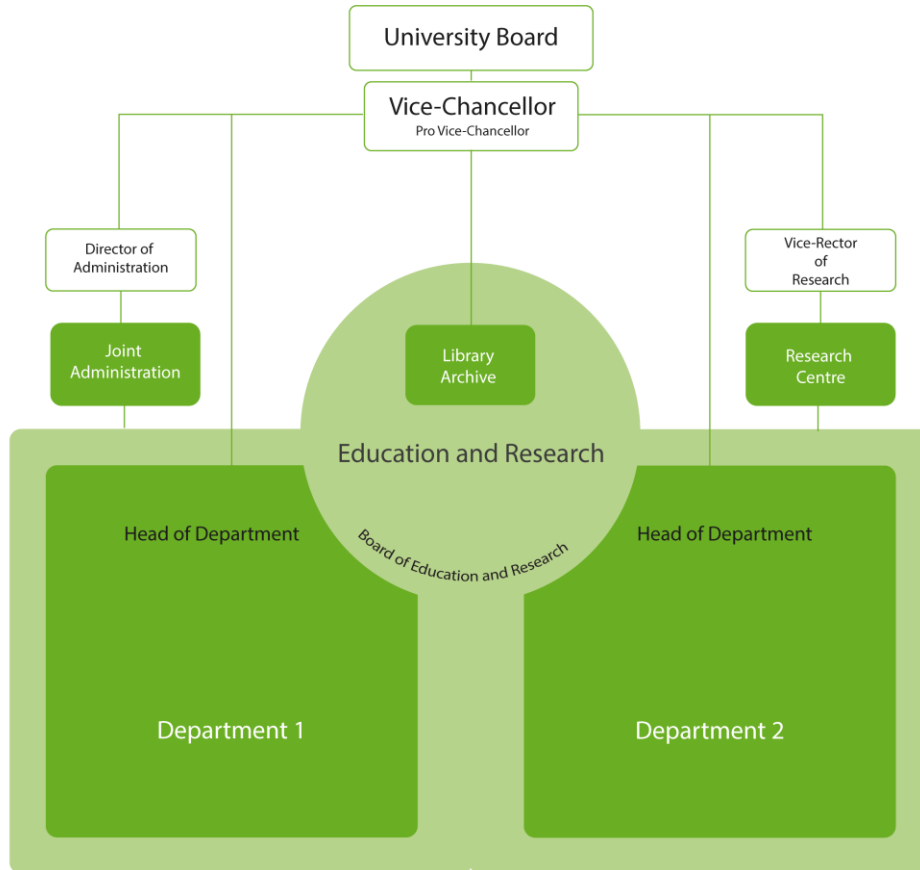 University Board
Vice-Chancellor
Pro Vice-Chancellor
Director of
Administration
Vice-Rector
of
Research
Joint
Administration
Library
Archive
Research
Centre
Education and Research
Board of Education and Research
Head of Department
Head of Department
Department 1
Department 2